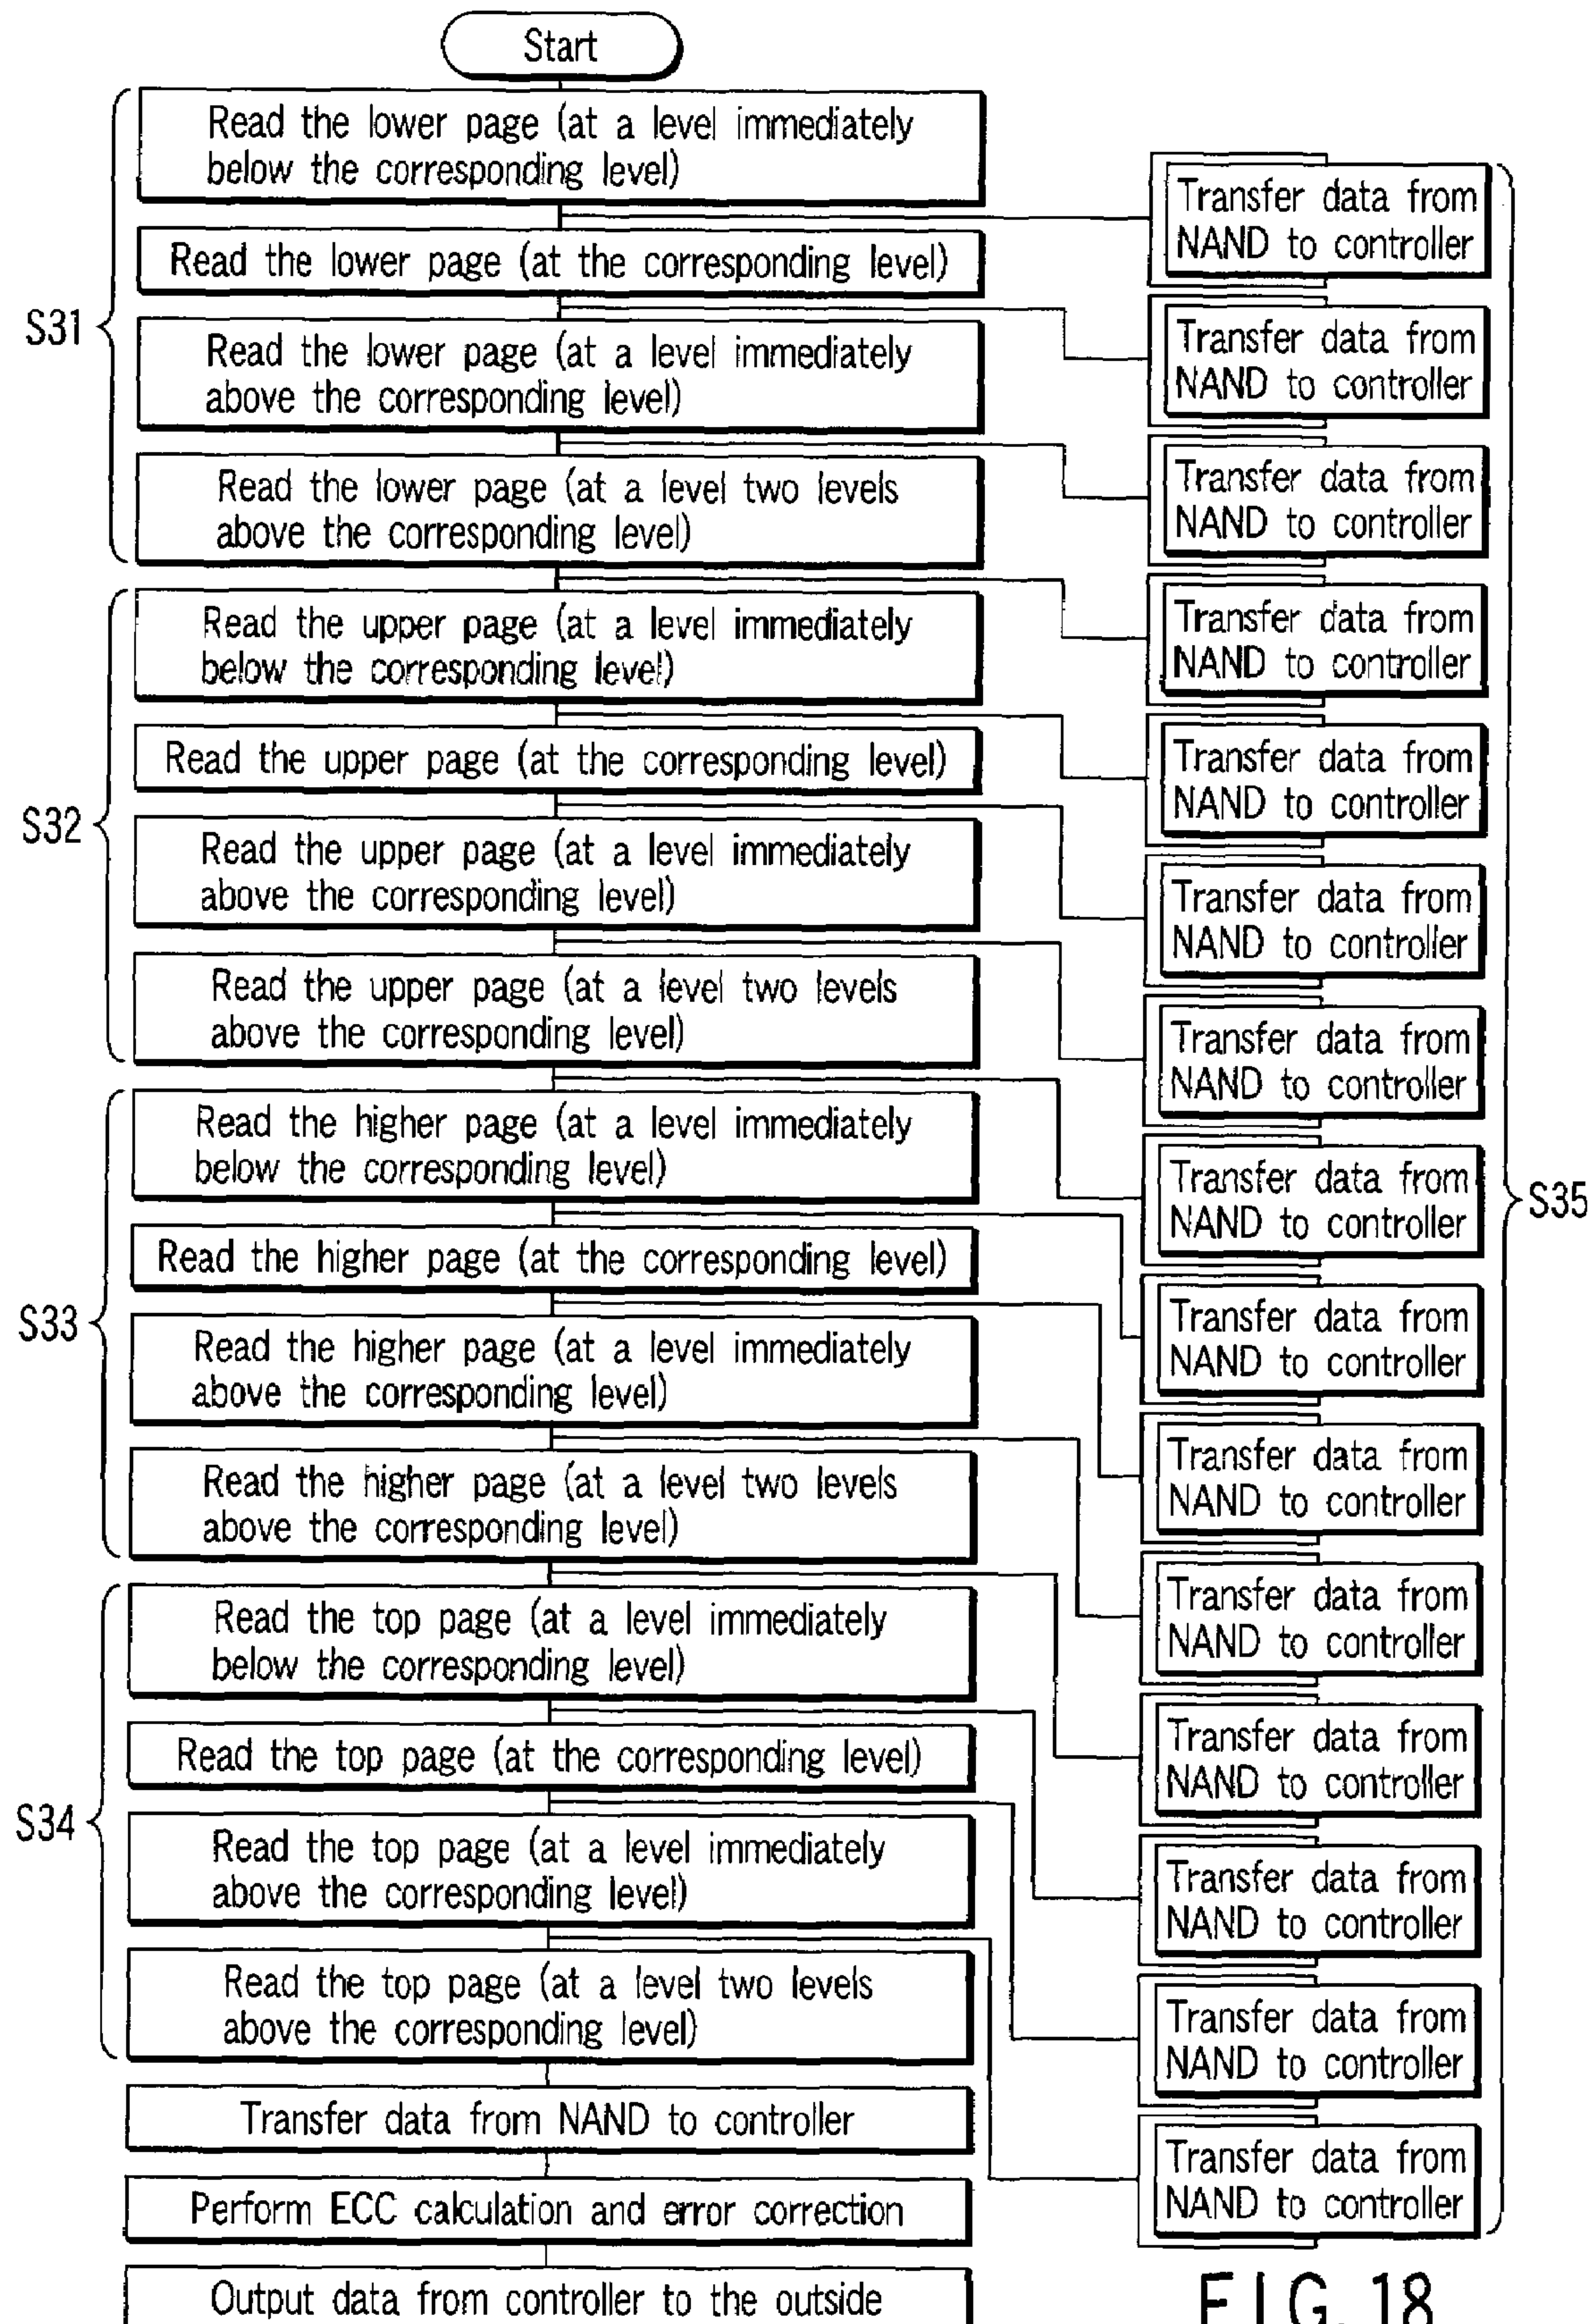 Start
Read the lower page (at a level immediately
below the corresponding level)
Read the lower page (at the corresponding level)
S31
Read the lower page (at a level immediately
above the corresponding level)
Read the lower page (at a level two levels
above the corresponding level)
Read the upper page (at a level immediately
below the corresponding level)
Read the upper page (at the corresponding level)
S32
Read the upper page (at a level immediately
above the corresponding level)
Read the upper page (at a level two levels
above the corresponding level)
Read the higher page (at a level immediately
below the corresponding level)
Read the higher page (at the corresponding level)
S33
Read the higher page (at a level immediately
above the corresponding level)
Read the higher page (at a level two levels
above the corresponding level)
Read the top page (at a level immediately
below the corresponding level)
Read the top page (at the corresponding level)
S34
Read the top page (at a level immediately
above the corresponding level)
Read the top page (at a level two levels
above the corresponding level)
Transfer data from NAND to controller
Perform ECC calculation and error correction
Output data from controller to the outside
Transfer data from
NAND to controller
Transfer data from
NAND to controller
Transfer data from
NAND to controller
Transfer data from
NAND to controller
Transfer data from
NAND to controller
Transfer data from
NAND to controller
Transfer data from
NAND to controller
Transfer data from
NAND to controller
S35
Transfer data from
NAND to controller
Transfer data from
NAND to controller
Transfer data from
NAND to controller
Transfer data from
NAND to controller
Transfer data from
NAND to controller
Transfer data from
NAND to controller
Transfer data from
NAND to controller
FIG. 18